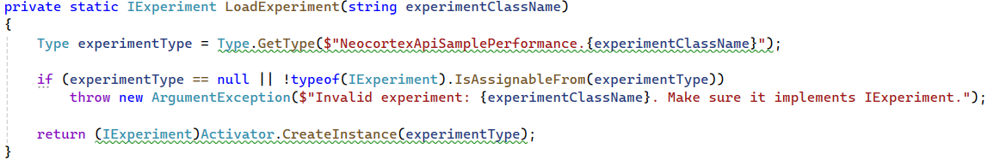 private static IExperiment LoadExperiment(string experimentClassName)
{
    Type experimentType = Type.GetType($"NeocortexApiSamplePerformance.{experimentClassName}");
    if (experimentType == null || !typeof(IExperiment).IsAssignableFrom(experimentType))
        throw new ArgumentException($"Invalid experiment: {experimentClassName}. Make sure it implements IExperiment.");
    return (IExperiment)Activator.CreateInstance(experimentType);
}